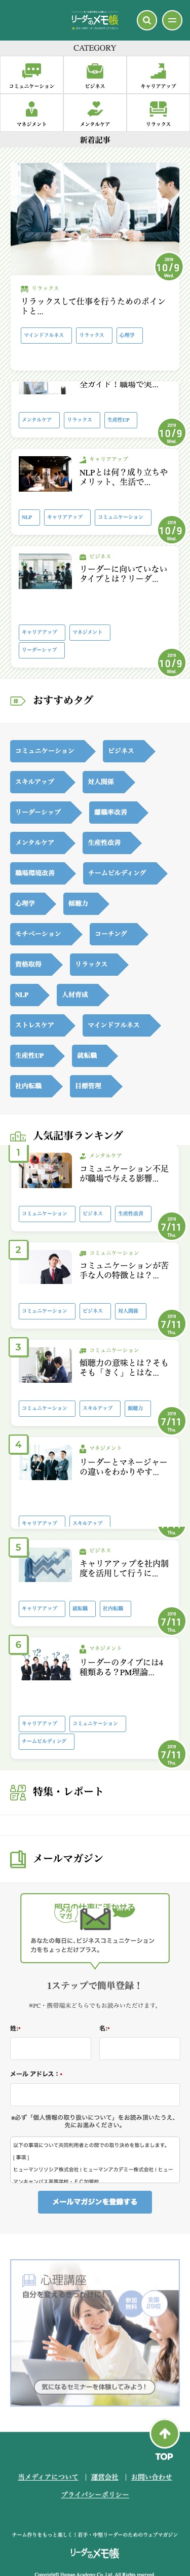 リーダーのメモ帳
CATEGORY
コミュニケーション
ビジネス
キャリアアップ
マネジメント
メンタルケア
リラックス
新着記事
2019
10/9
Wed
リラックス
リラックスして仕事を行うためのポイン
トと...
マインドフルネス
リラックス
心理学
全ガイド！職場で実...
メンタルケア
リラックス
生産性UP
2019
10/9
Wed
キャリアアップ
NLPとは何？成り立ちや
メリット、生活で...
NLP
キャリアアップ
コミュニケーション
2019
10/9
Wed
ビジネス
リーダーに向いていない
タイプとは？リーダ...
キャリアアップ
マネジメント
リーダーシップ
2019
10/9
Wed
おすすめタグ
コミュニケーション
ビジネス
スキルアップ
対人関係
リーダーシップ
離職率改善
メンタルケア
生産性改善
職場環境改善
チームビルディング
心理学
傾聴力
モチベーション
コーチング
資格取得
リラックス
NLP
人材育成
ストレスケア
マインドフルネス
生産性UP
就転職
社内転職
目標管理
人気記事ランキング
1
メンタルケア
コミュニケーション不足
が職場で与える影響...
コミュニケーション
ビジネス
生産性改善
2019
7/11
Thu
2
コミュニケーション
コミュニケーションが苦
手な人の特徴とは？...
コミュニケーション
ビジネス
対人関係
2019
7/11
Thu
3
コミュニケーション
傾聴力の意味とは？そも
そも「きく」とはな...
コミュニケーション
スキルアップ
傾聴力
2019
7/11
Thu
4
マネジメント
リーダーとマネージャー
の違いをわかりやす...
キャリアアップ
スキルアップ
7/11
Thu
5
ビジネス
キャリアアップを社内制
度を活用して行うに...
キャリアアップ
就転職
社内転職
2019
7/11
Thu
6
マネジメント
リーダーのタイプには4
種類ある？PM理論...
キャリアアップ
コミュニケーション
チームビルディング
2019
7/11
Thu
特集・レポート
メールマガジン
明日の仕事に活かせる
メルマガ
あなたの毎日に、ビジネスコミュニケーション
力をちょっとだけプラス。
1ステップで簡単登録！
※PC・携帯端末どちらでもお読みいただけます。
姓:*
名:*
メール アドレス：*
※必ず「個人情報の取り扱いについて」をお読み頂いたうえ、
先にお進みください。
以下の事項について共同利用者との間での取り決めを致しました。
[ 事項 ]
ヒューマンリソシア株式会社 I ヒューマンアカデミー株式会社 I ヒュー
メールマガジンを登録する
心理講座
自分を変えるきっかけに
参加
無料
全国
気になるセミナーを体験してみよう！
TOP
当メディアについて | 運営会社 | お問い合わせ
プライバシーポリシー
チーム作りをもっと楽しく！若手・中堅リーダーのためのウェブマガジン
リーダーのメモ帳
Copyright© Human Academy Co.,Ltd. All Rights reserved.